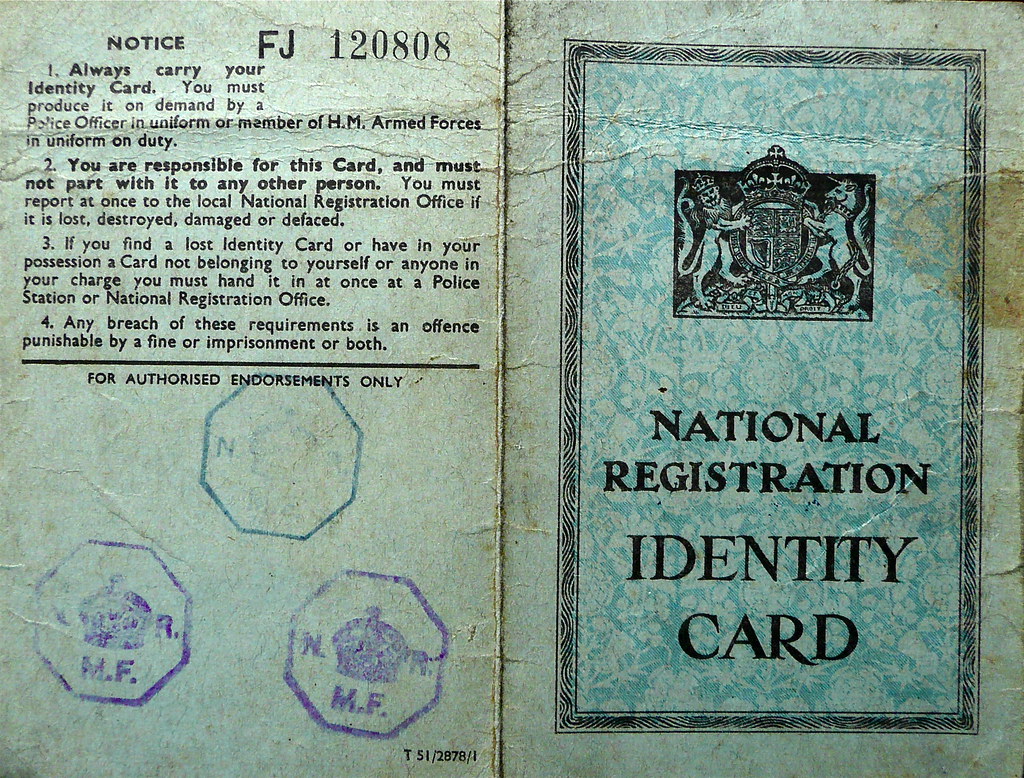 NOTICE
FJ 120808
1. Always carry your
Identity Card. You must
produce it on demand by a
Police Officer in uniform or member of H.M. Armed Forces
in uniform on duty.
2. You are responsible for this Card, and must
not part with it to any other person. You must
report at once to the local National Registration Office if
it is lost, destroyed, damaged or defaced.
3. If you find a lost Identity Card or have in your
possession a Card not belonging to yourself or anyone in
your charge you must hand it in at once at a Police
Station or National Registration Office.
4. Any breach of these requirements is an offence
punishable by a fine or imprisonment or both.
FOR AUTHORISED ENDORSEMENTS ONLY
N
R.
M.F.
N. R.
M.F.
T 51/2878/1
NATIONAL
REGISTRATION
IDENTITY
CARD